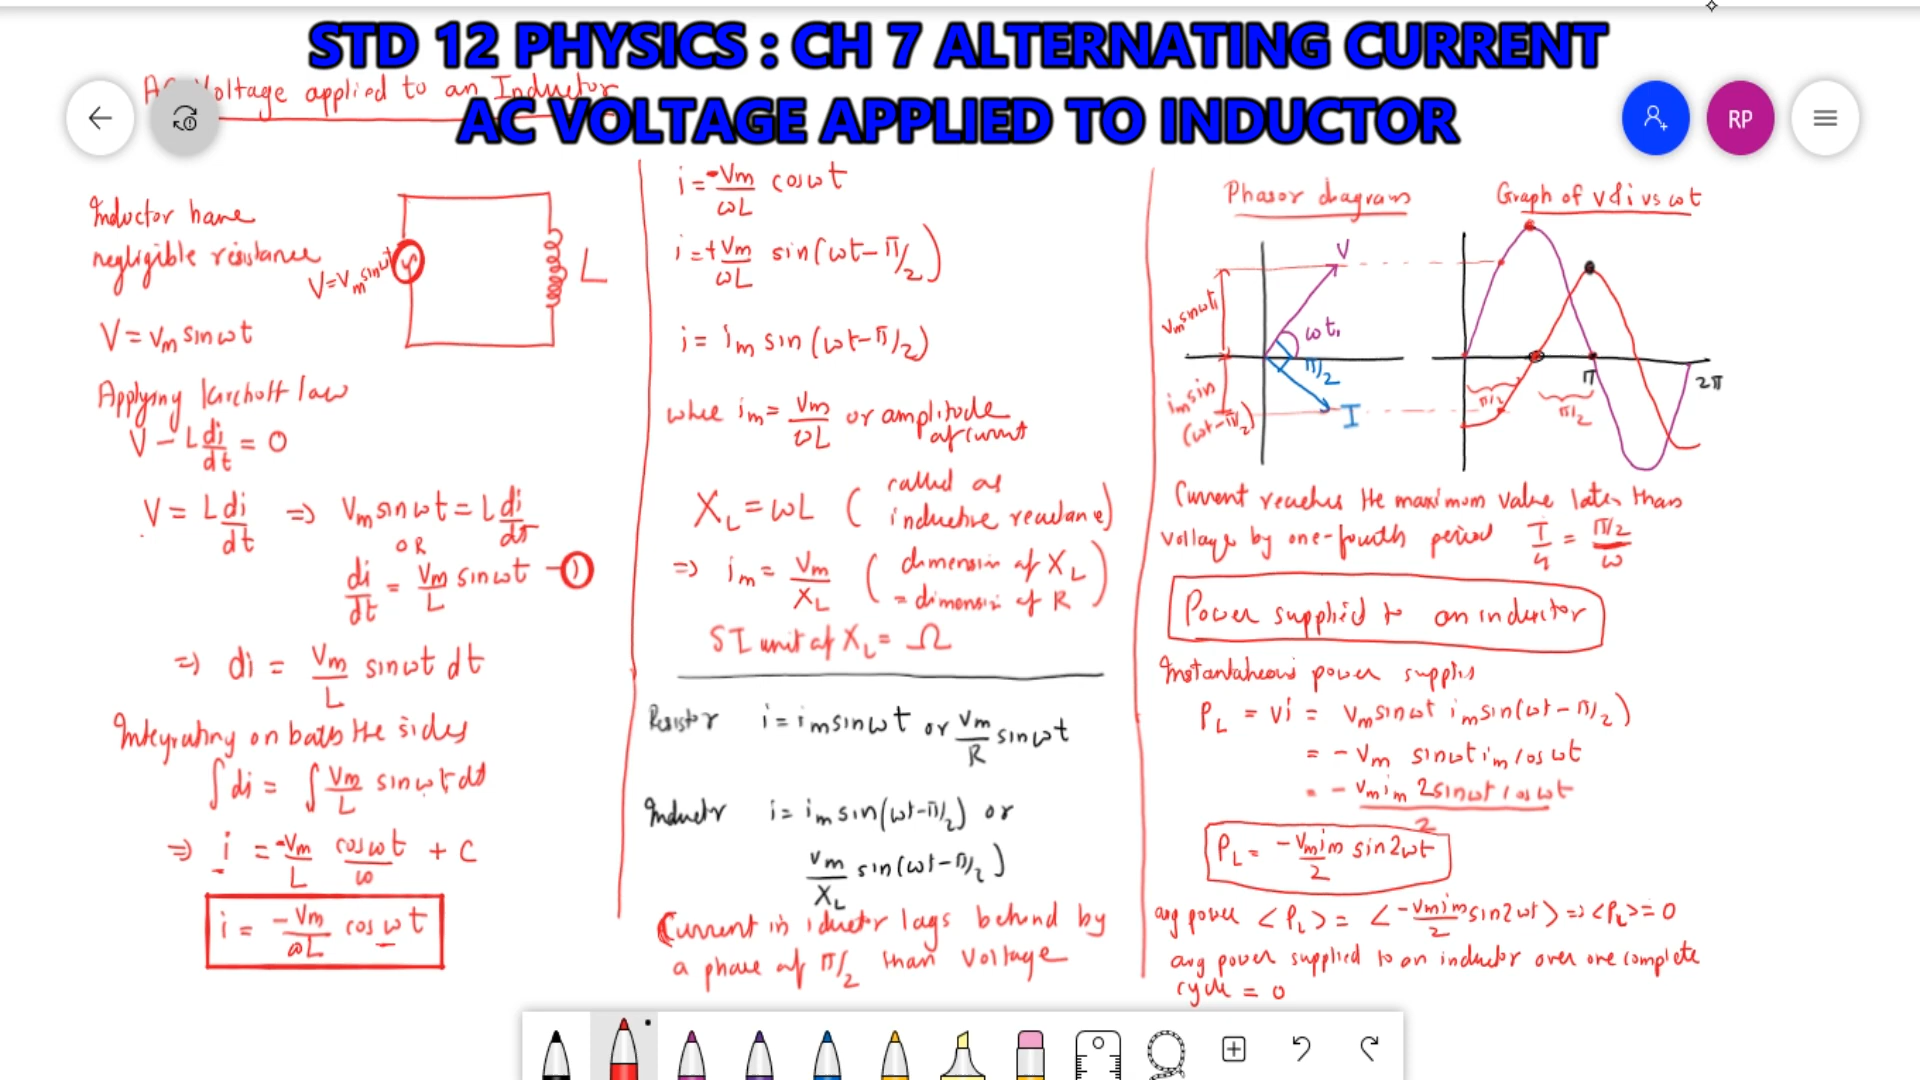 STD 12 PHYSICS : CH 7 ALTERNATING CURRENT
AC VOLTAGE APPLIED TO INDUCTOR
AC Voltage applied to an Inductor
RP
Inductor have
negligible resistance
V=Vm sinωt
L
V = Vm sinωt
Applying Kirchoff law
V - L di/dt = 0
V = L di/dt ⇒ Vm sinωt = L di/dt
OR
di/dt = Vm/L sinωt —①
⇒ di = Vm/L sinωt dt
Integrating on both the sides
∫di = ∫ Vm/L sinωt dt
⇒ i = -Vm/L cosωt/ω + C
i = -Vm/ωL cosωt
i = -Vm/ωL cosωt
i = +Vm/ωL sin(ωt - π/2)
i = im sin(ωt - π/2)
where im = Vm/ωL or amplitude
of current
XL = ωL (called as
inductive reactance)
⇒ im = Vm/XL (dimension of XL
= dimension of R)
SI unit of XL = Ω
Resistor i = im sinωt or Vm/R sinωt
Inductor i = im sin(ωt - π/2) or
Vm/XL sin(ωt - π/2)
Current in iductor lags behind by
a phase of π/2 than Voltage
Phasor diagram
V
Vm sinωt1
ωt1
π/2
im sin
(ωt - π/2)
I
Graph of v & i vs ωt
π/2
π/2
π
2π
Current reaches the maximum value later than
voltage by one-fourth period T/4 = π/2/ω
Power supplied to an inductor
Instantaneous power supplies
PL = Vi = Vm sinωt im sin(ωt - π/2)
= - Vm sinωt im cosωt
= - Vm im 2sinωt cosωt/2
PL = -Vm im/2 sin2ωt
avg power <PL> = <-Vm im/2 sin2ωt> ⇒ <PL> = 0
avg power supplied to an inductor over one complete
cycle = 0